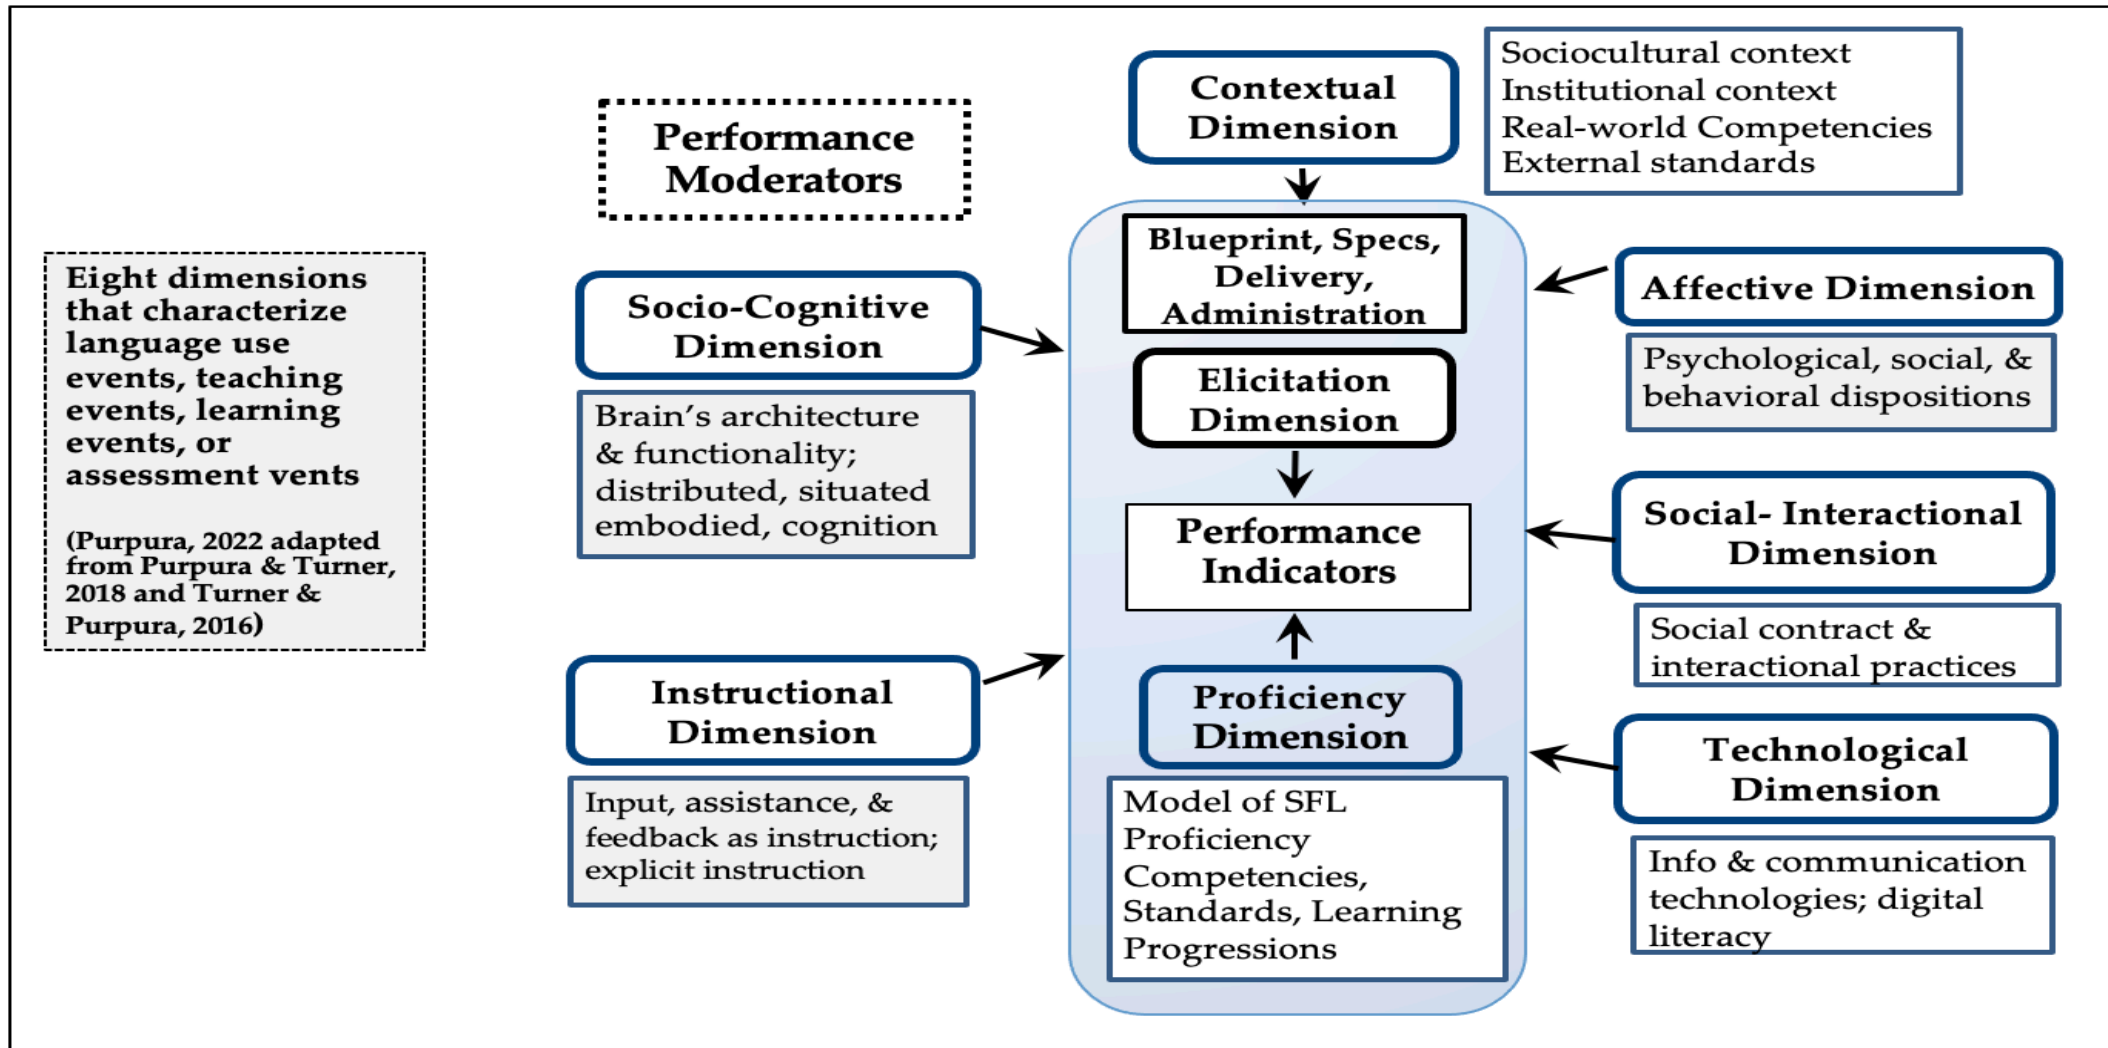 Eight dimensions
that characterize
language use
events, teaching
events, learning
events, or
assessment vents
(Purpura, 2022 adapted
from Purpura & Turner,
2018 and Turner &
Purpura, 2016)
Performance
Moderators
Socio-Cognitive
Dimension
Brain’s architecture
& functionality;
distributed, situated
embodied, cognition
Instructional
Dimension
Input, assistance, &
feedback as instruction;
explicit instruction
Contextual
Dimension
Sociocultural context
Institutional context
Real-world Competencies
External standards
Blueprint, Specs,
Delivery,
Administration
Elicitation
Dimension
Performance
Indicators
Proficiency
Dimension
Model of SFL
Proficiency
Competencies,
Standards, Learning
Progressions
Affective Dimension
Psychological, social, &
behavioral dispositions
Social- Interactional
Dimension
Social contract &
interactional practices
Technological
Dimension
Info & communication
technologies; digital
literacy